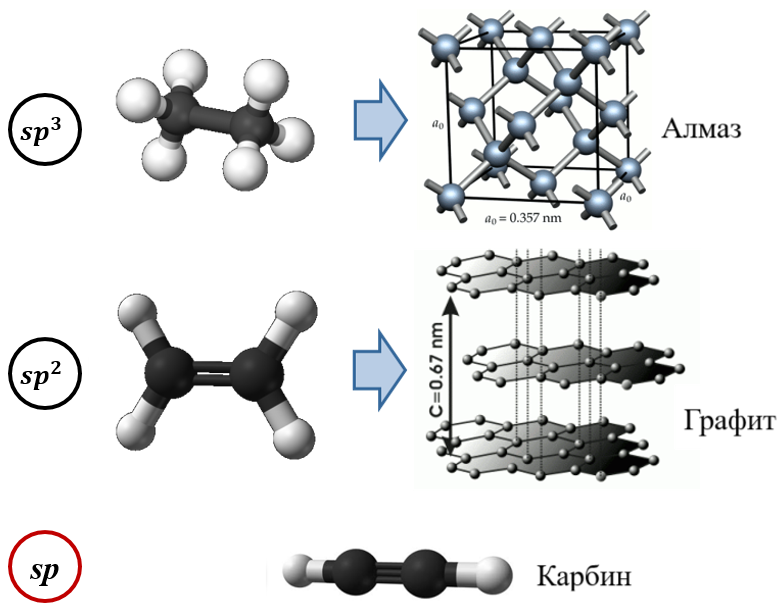 sp³
a₀
a₀
a₀ = 0.357 nm
Алмаз
sp²
C=0.67 nm
Графит
sp
Карбин